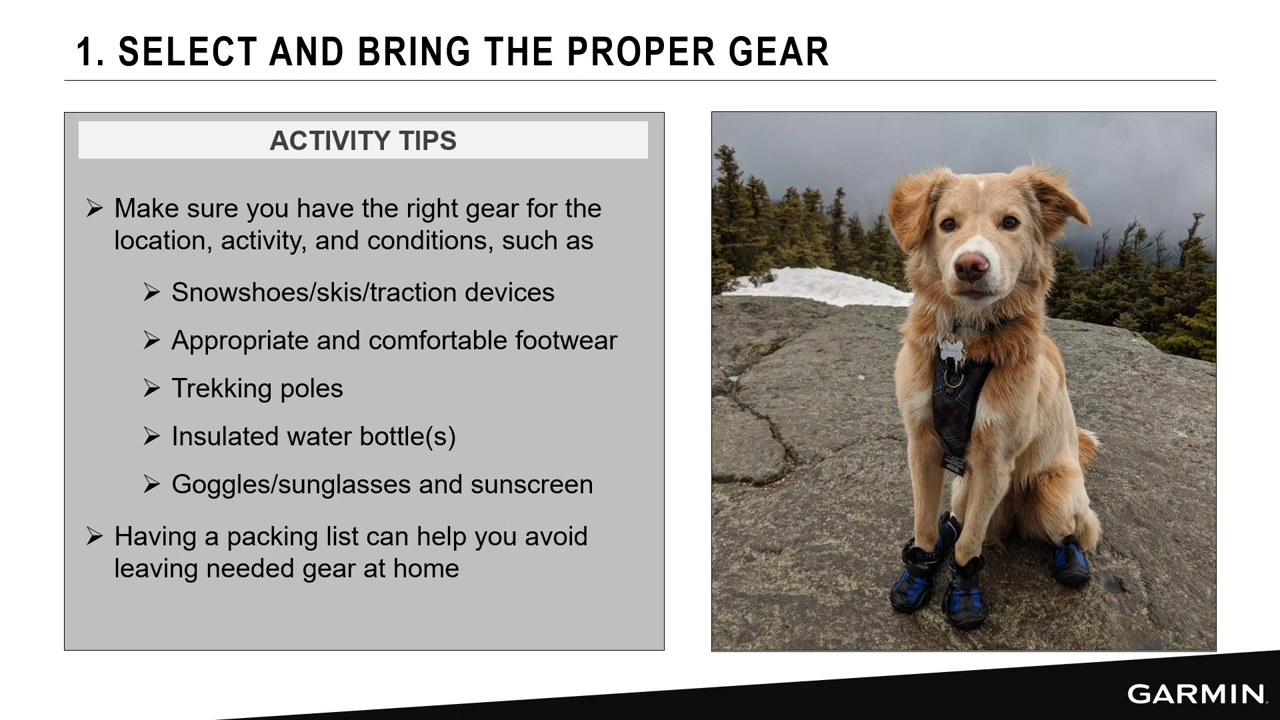 1. SELECT AND BRING THE PROPER GEAR
ACTIVITY TIPS
➢ Make sure you have the right gear for the
location, activity, and conditions, such as
➢ Snowshoes/skis/traction devices
➢ Appropriate and comfortable footwear
➢ Trekking poles
➢ Insulated water bottle(s)
➢ Goggles/sunglasses and sunscreen
➢ Having a packing list can help you avoid
leaving needed gear at home
GARMIN